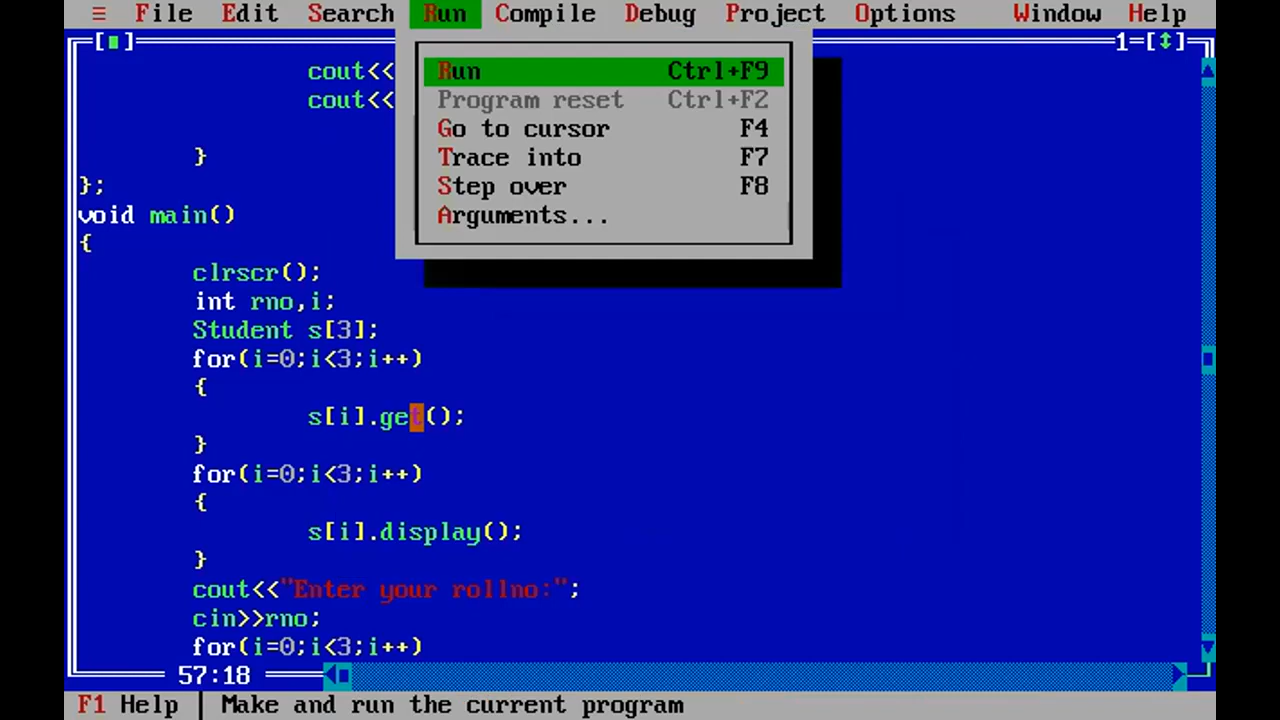 ≡ File Edit Search Run Compile Debug Project Options Window Help
[■] 1=[↕]
Run Ctrl+F9
Program reset Ctrl+F2
Go to cursor F4
Trace into F7
Step over F8
Arguments...
cout<<
cout<<
}
};
void main()
{
clrscr();
int rno,i;
Student s[3];
for(i=0;i<3;i++)
{
s[i].get();
}
for(i=0;i<3;i++)
{
s[i].display();
}
cout<<"Enter your rollno:";
cin>>rno;
for(i=0;i<3;i++)
57:18
F1 Help | Make and run the current program